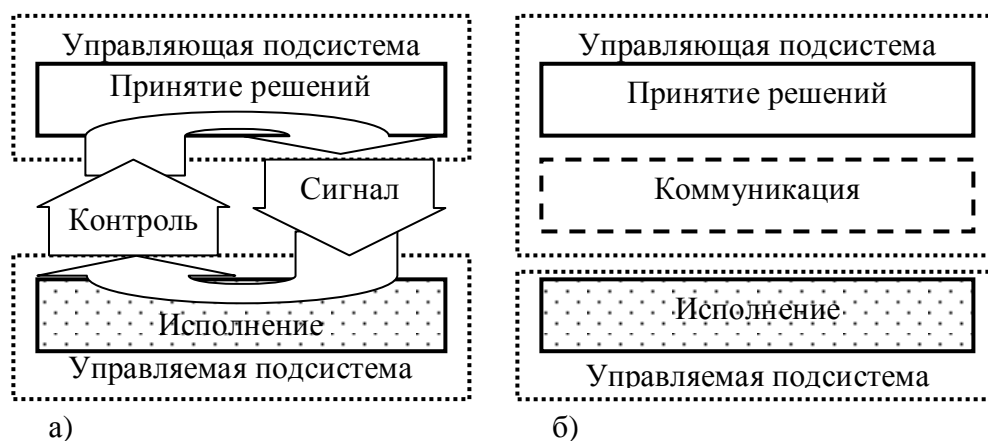 Управляющая подсистема
Принятие решений
Сигнал
Контроль
Исполнение
Управляемая подсистема
а)
Управляющая подсистема
Принятие решений
Коммуникация
Исполнение
Управляемая подсистема
б)